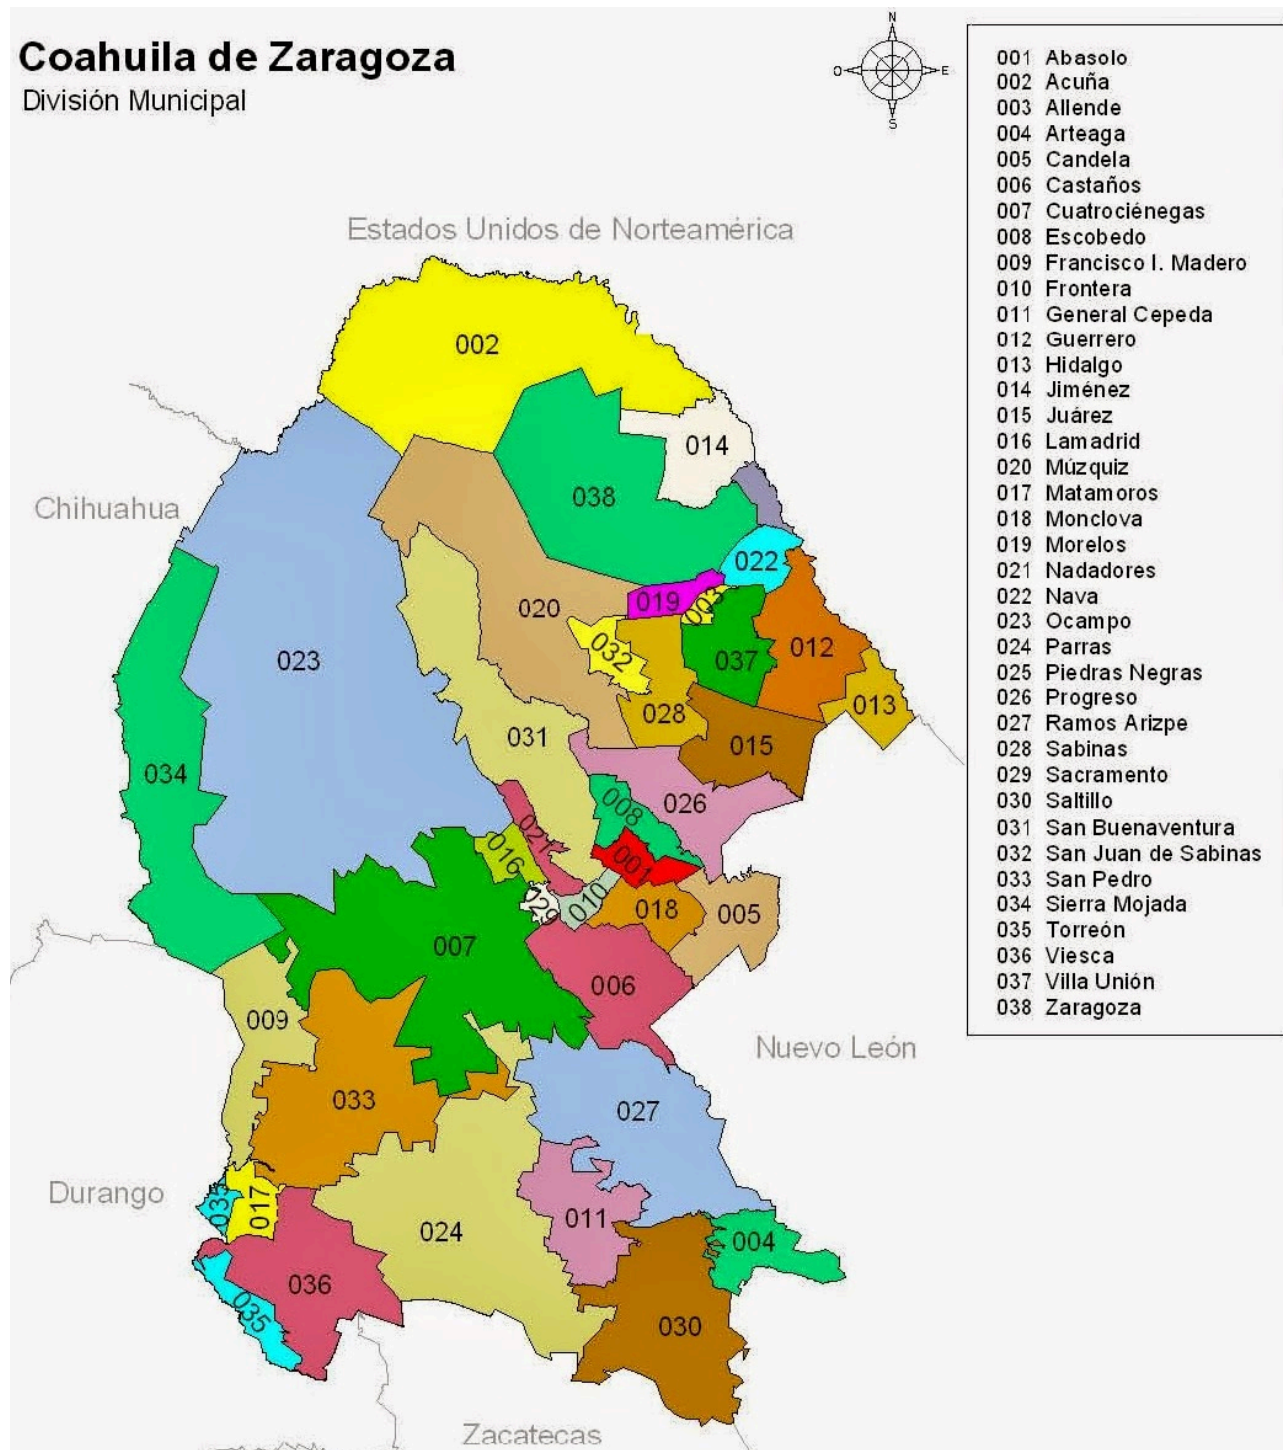 Coahuila de Zaragoza
División Municipal
N
O
E
S
Estados Unidos de Norteamérica
002
014
038
Chihuahua
022
019
003
020
032
037
012
023
028
013
031
015
034
008
026
021
016
001
010
029
018
005
007
006
009
Nuevo León
033
027
Durango
035
017
011
024
004
036
035
030
Zacatecas
001 Abasolo
002 Acuña
003 Allende
004 Arteaga
005 Candela
006 Castaños
007 Cuatrociénegas
008 Escobedo
009 Francisco I. Madero
010 Frontera
011 General Cepeda
012 Guerrero
013 Hidalgo
014 Jiménez
015 Juárez
016 Lamadrid
020 Múzquiz
017 Matamoros
018 Monclova
019 Morelos
021 Nadadores
022 Nava
023 Ocampo
024 Parras
025 Piedras Negras
026 Progreso
027 Ramos Arizpe
028 Sabinas
029 Sacramento
030 Saltillo
031 San Buenaventura
032 San Juan de Sabinas
033 San Pedro
034 Sierra Mojada
035 Torreón
036 Viesca
037 Villa Unión
038 Zaragoza